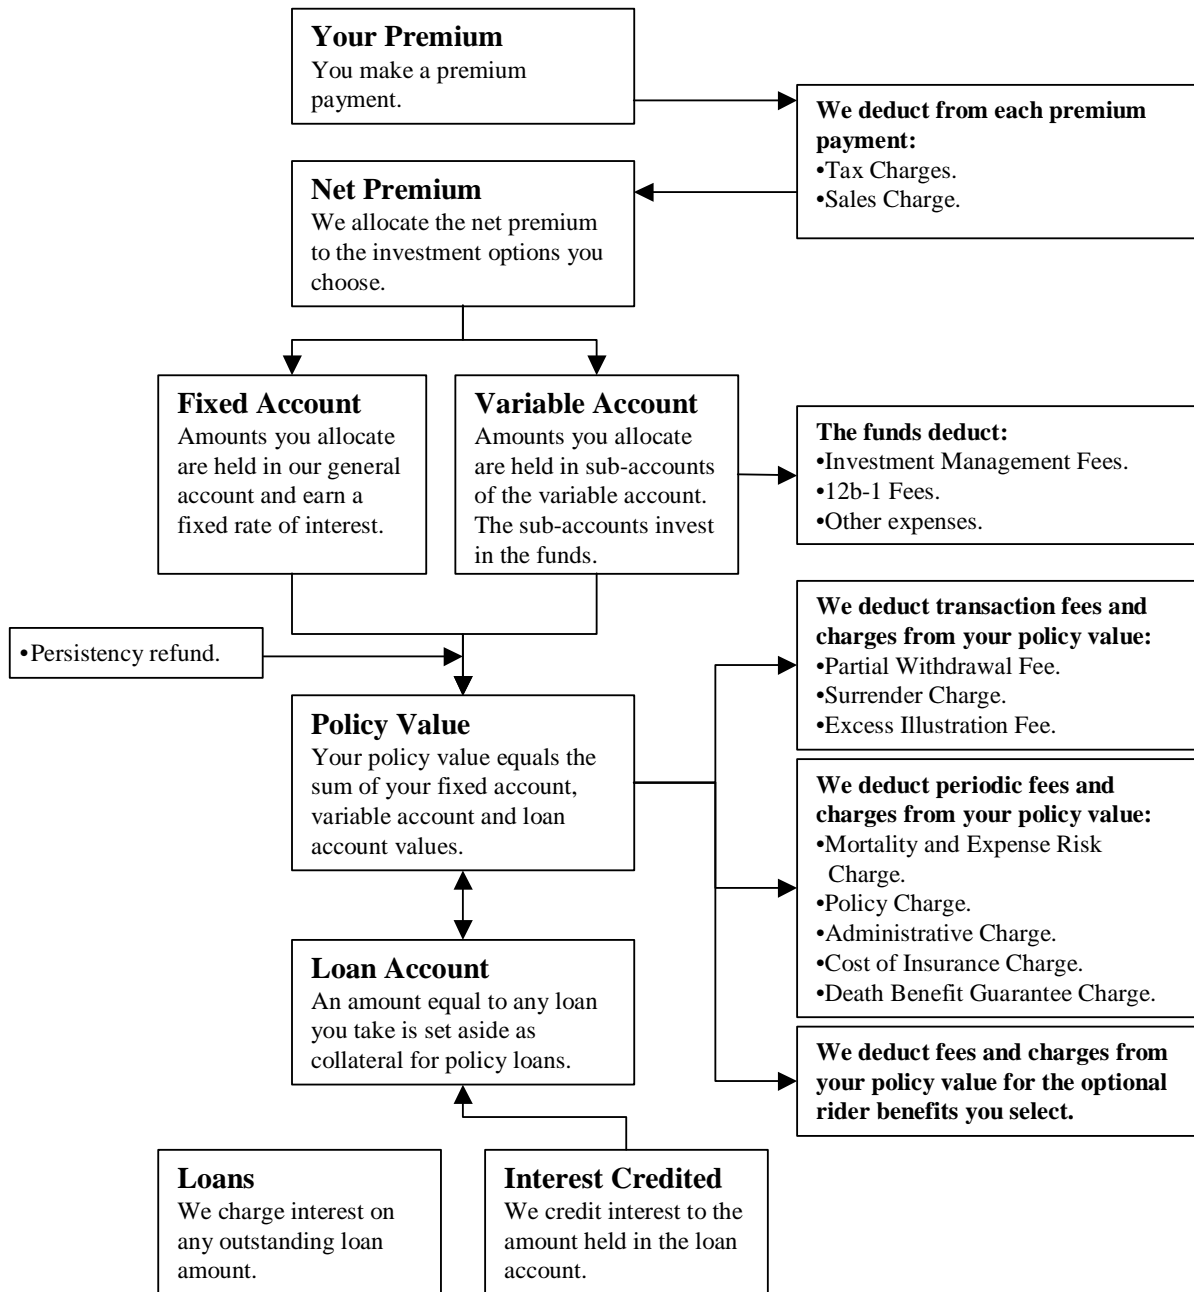 Your Premium
You make a premium
payment.
We deduct from each premium
payment:
•Tax Charges.
•Sales Charge.
Net Premium
We allocate the net premium
to the investment options you
choose.
Fixed Account
Amounts you allocate
are held in our general
account and earn a
fixed rate of interest.
Variable Account
Amounts you allocate
are held in sub-accounts
of the variable account.
The sub-accounts invest
in the funds.
The funds deduct:
•Investment Management Fees.
•12b-1 Fees.
•Other expenses.
•Persistency refund.
We deduct transaction fees and
charges from your policy value:
•Partial Withdrawal Fee.
•Surrender Charge.
•Excess Illustration Fee.
Policy Value
Your policy value equals the
sum of your fixed account,
variable account and loan
account values.
We deduct periodic fees and
charges from your policy value:
•Mortality and Expense Risk
Charge.
•Policy Charge.
•Administrative Charge.
•Cost of Insurance Charge.
•Death Benefit Guarantee Charge.
Loan Account
An amount equal to any loan
you take is set aside as
collateral for policy loans.
We deduct fees and charges from
your policy value for the optional
rider benefits you select.
Loans
We charge interest on
any outstanding loan
amount.
Interest Credited
We credit interest to the
amount held in the loan
account.